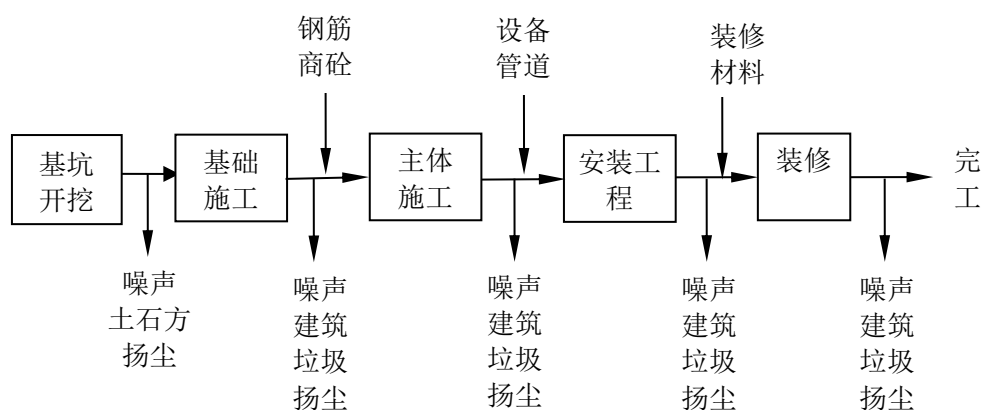 钢筋
商砼
设备
管道
装修
材料
基坑
开挖
基础
施工
主体
施工
安装工
程
装修
完
工
噪声
土石方
扬尘
噪声
建筑
垃圾
扬尘
噪声
建筑
垃圾
扬尘
噪声
建筑
垃圾
扬尘
噪声
建筑
垃圾
扬尘